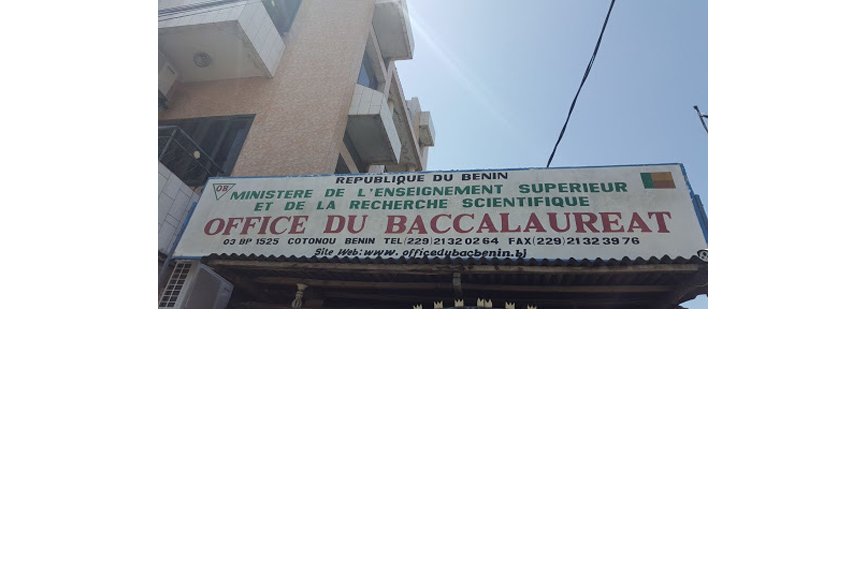 REPUBLIQUE DU BENIN
OB
MINISTERE DE L'ENSEIGNEMENT SUPERIEUR
ET DE LA RECHERCHE SCIENTIFIQUE
OFFICE DU BACCALAUREAT
03 BP 1525 COTONOU BENIN TEL(229)21320264 FAX(229)21323976
Site Web:www.officedubacbenin.bj